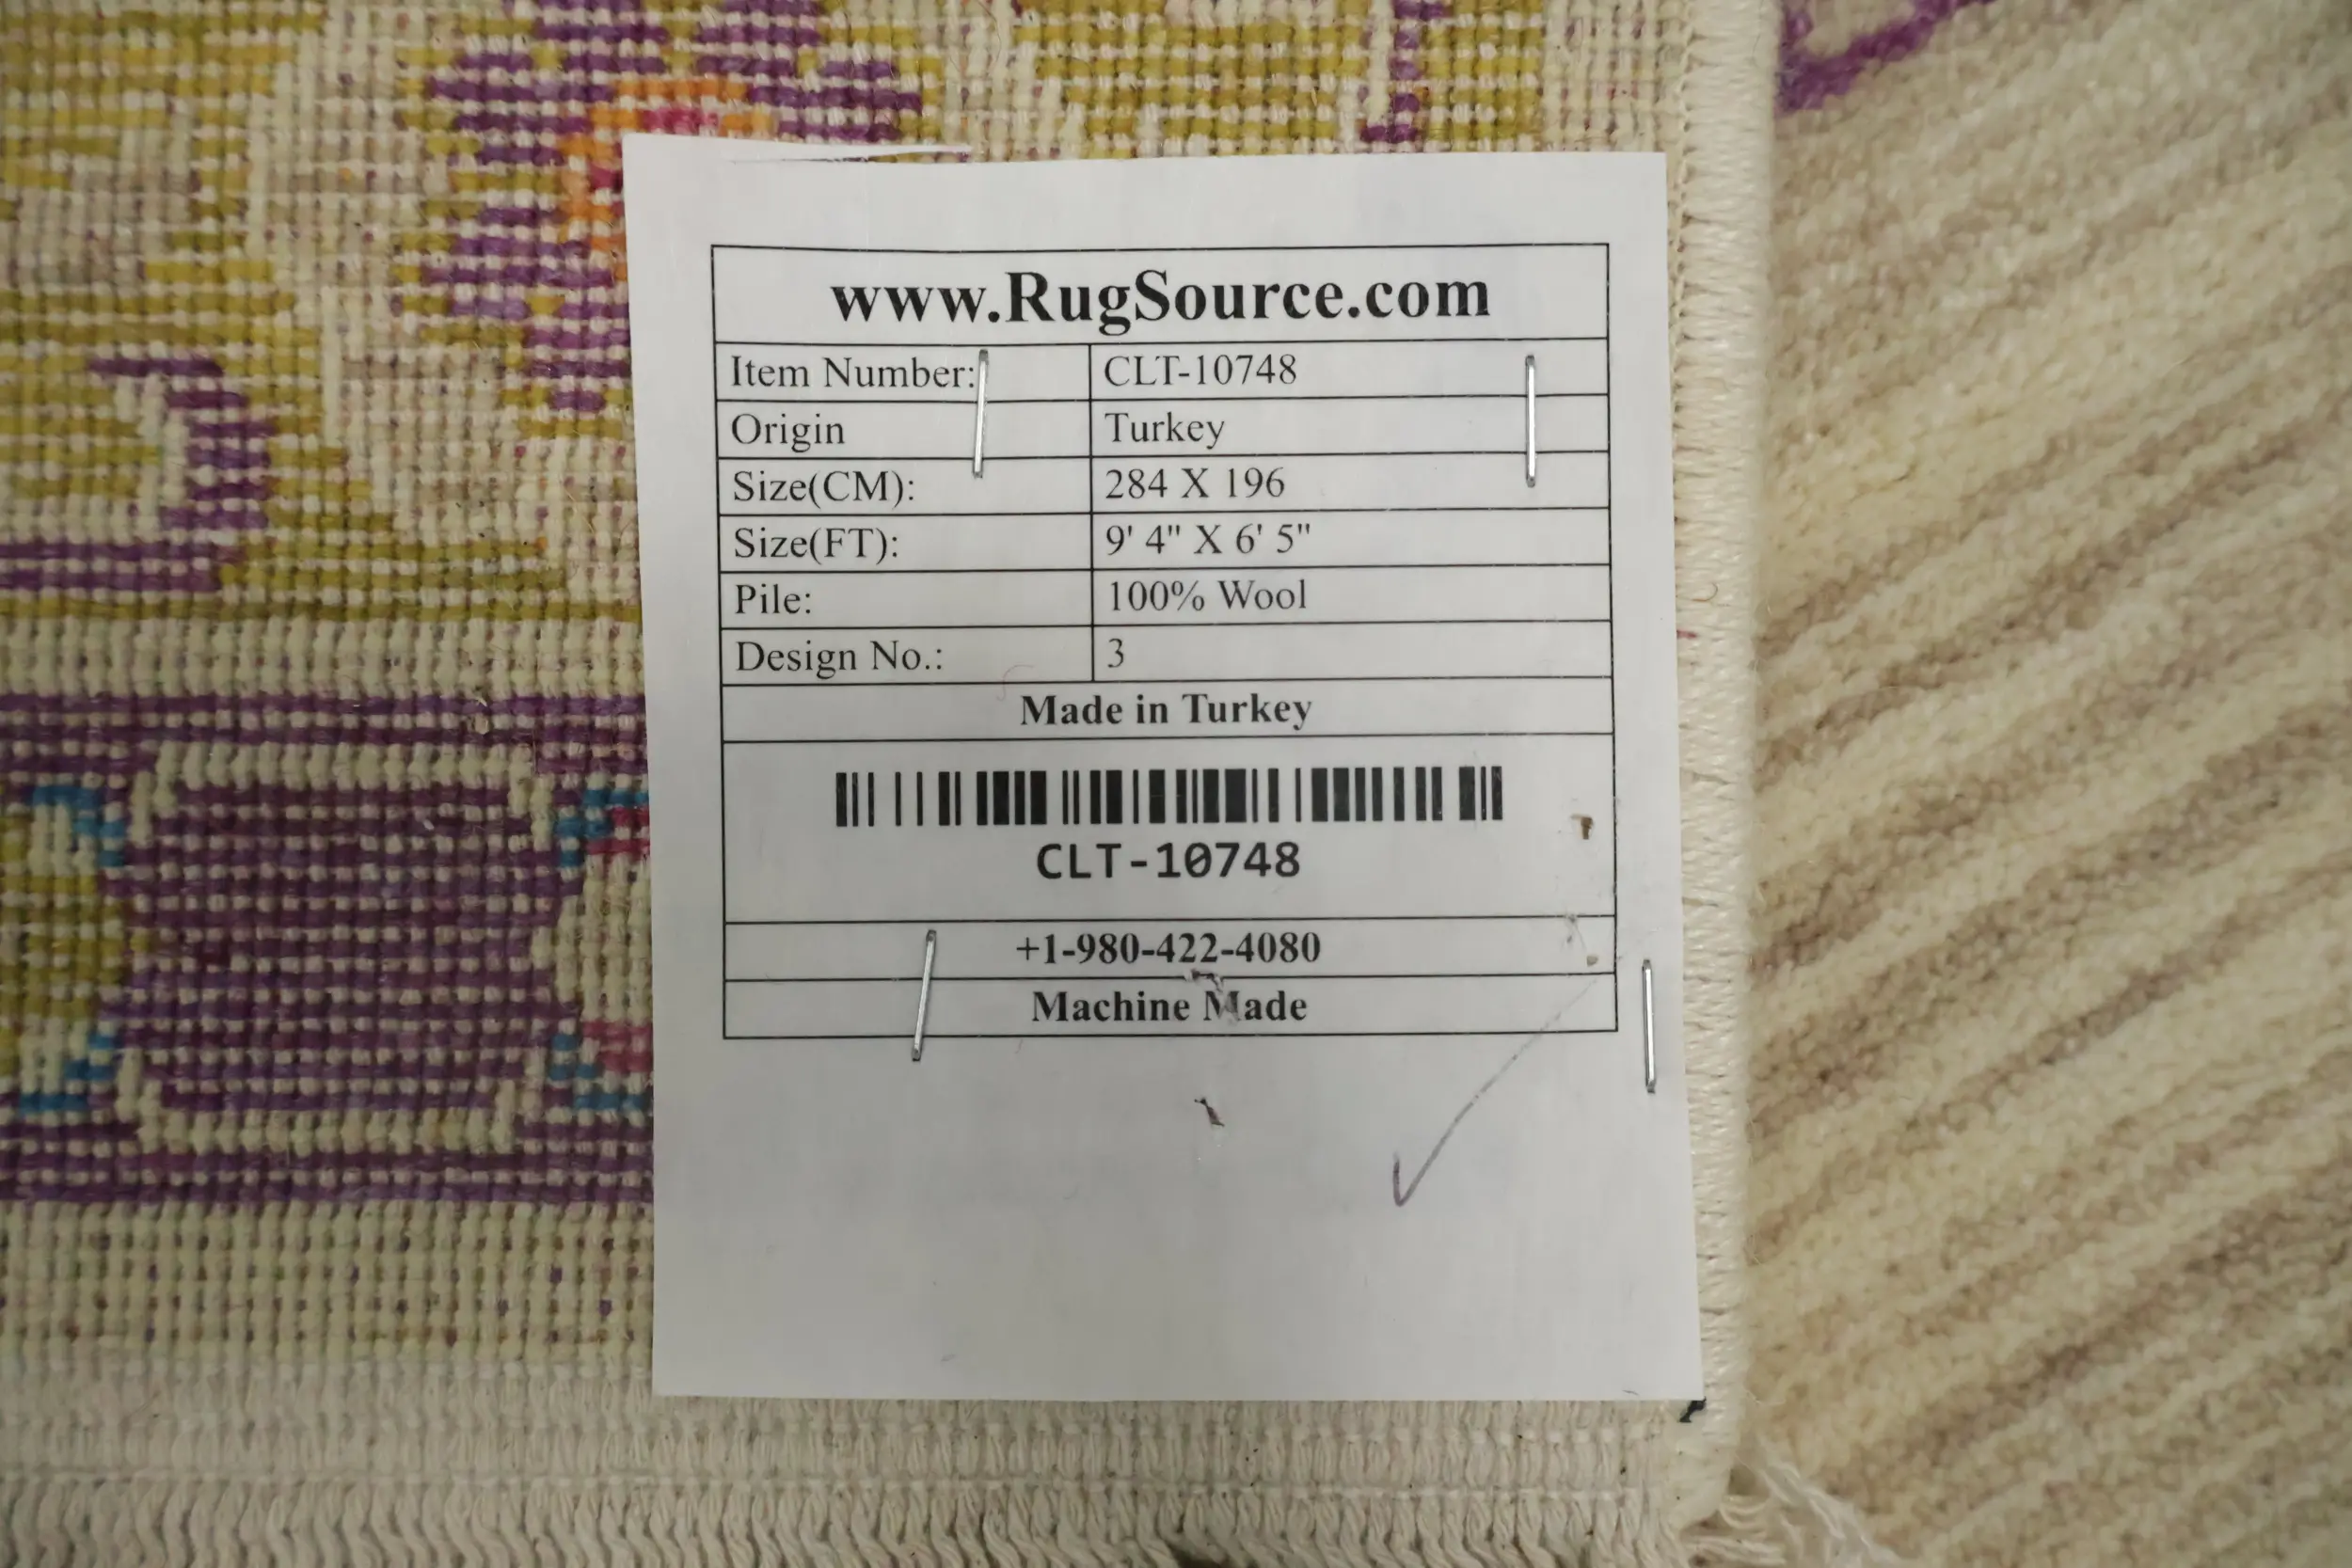 www.RugSource.com
Item Number: CLT-10748
Origin Turkey
Size(CM): 284 X 196
Size(FT): 9' 4" X 6' 5"
Pile: 100% Wool
Design No.: 3
Made in Turkey
CLT-10748
+1-980-422-4080
Machine Made